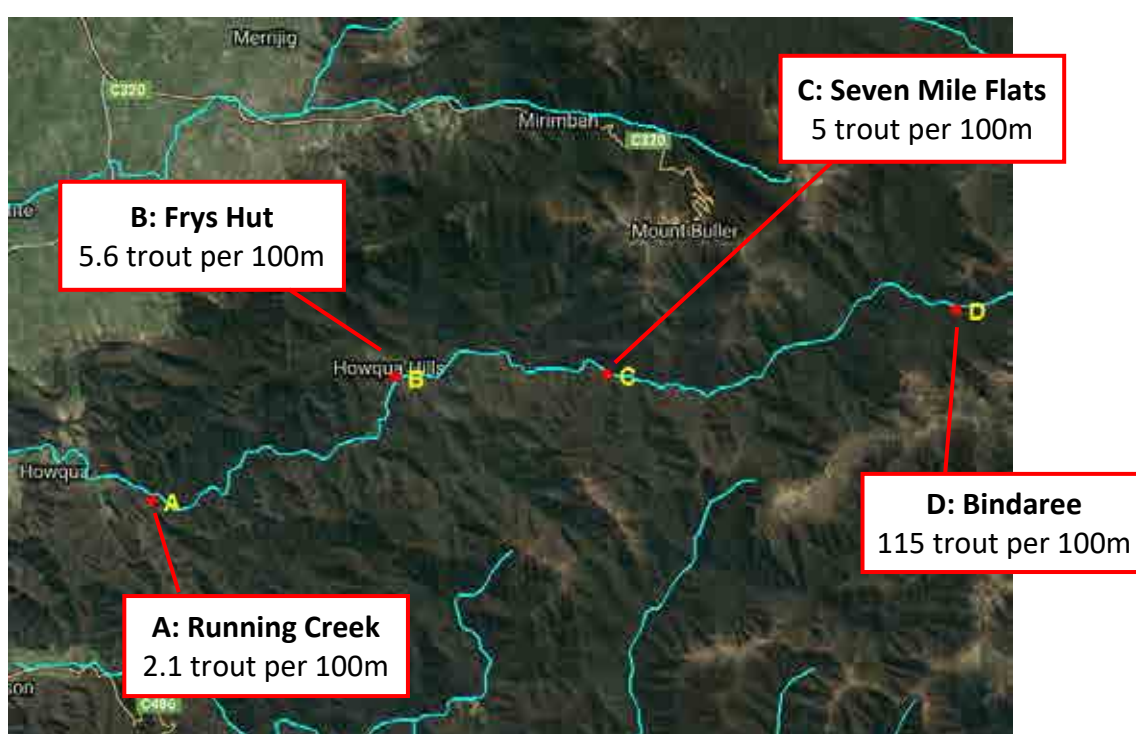 Merrijig
C320
Mirimbah
C320
C: Seven Mile Flats
5 trout per 100m
B: Frys Hut
5.6 trout per 100m
Mount Buller
D
Howqua Hills
B
C
Howqua
A
D: Bindaree
115 trout per 100m
A: Running Creek
2.1 trout per 100m
C486